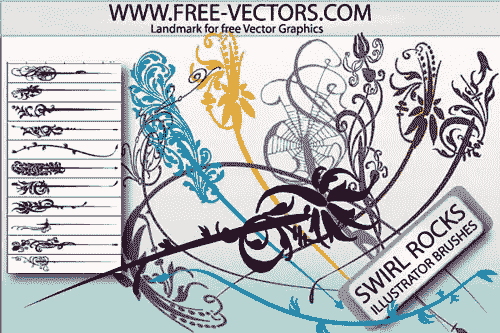 WWW.FREE-VECTORS.COM
Landmark for free Vector Graphics
SWIRL ROCKS
ILLUSTRATOR BRUSHES